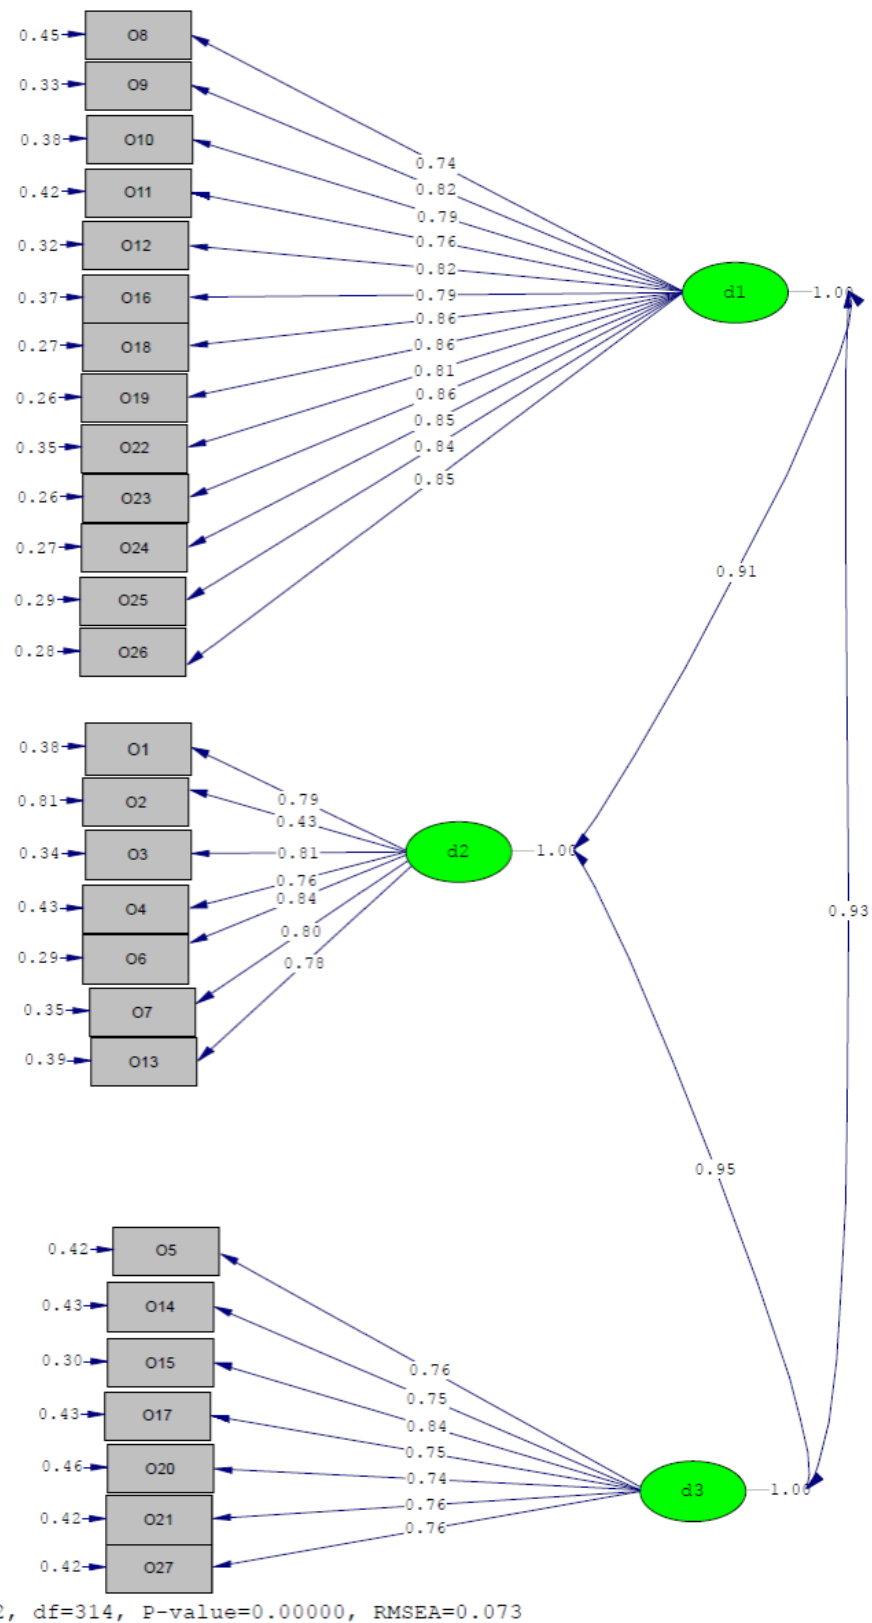 0.45 O8
0.33 O9
0.38 O10
0.42 O11
0.32 O12
0.37 O16
0.27 O18
0.26 O19
0.35 O22
0.26 O23
0.27 O24
0.29 O25
0.28 O26
0.74
0.82
0.79
0.76
0.82
0.79
0.86
0.86
0.81
0.86
0.85
0.84
0.85
d1 1.00
0.91
0.38 O1
0.81 O2
0.34 O3
0.43 O4
0.29 O6
0.35 O7
0.39 O13
0.79
0.43
0.81
0.76
0.84
0.80
0.78
d2 1.00
0.93
0.95
0.42 O5
0.43 O14
0.30 O15
0.43 O17
0.46 O20
0.42 O21
0.42 O27
0.76
0.75
0.84
0.75
0.74
0.76
0.76
d3 1.00
2, df=314, P-value=0.00000, RMSEA=0.073